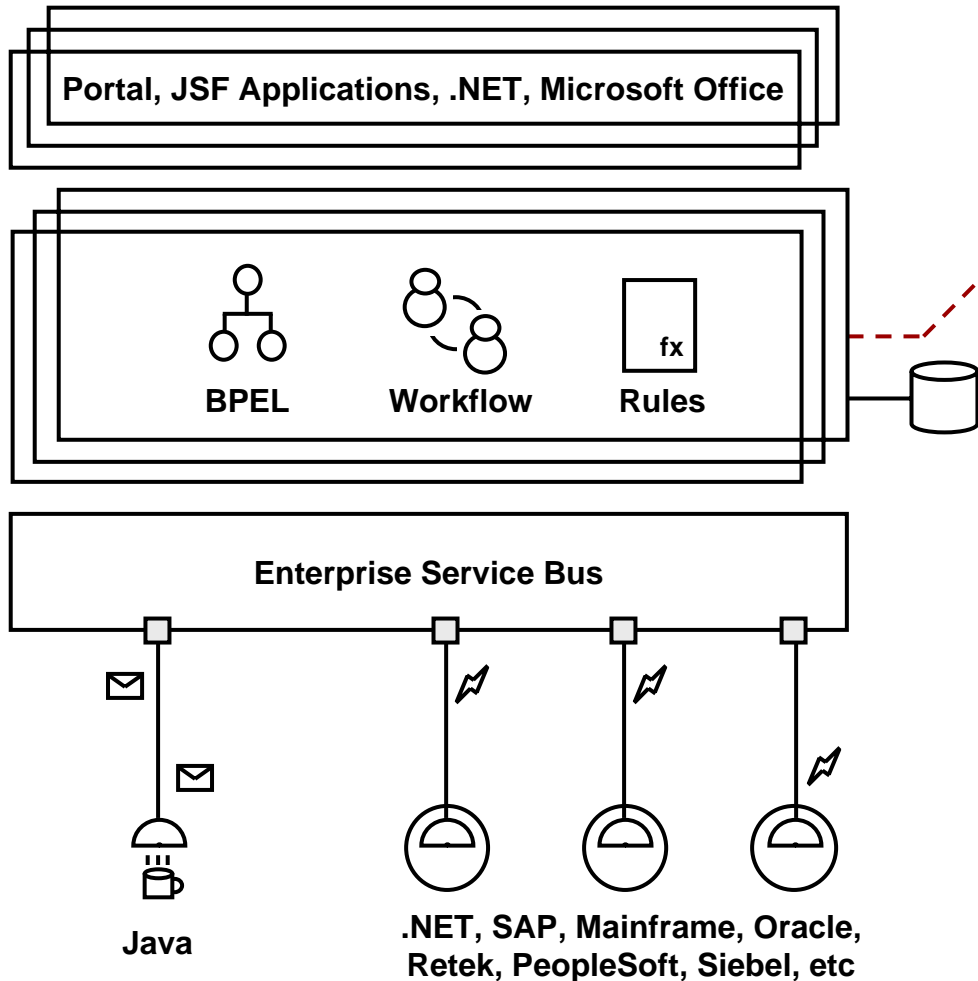 Portal, JSF Applications, .NET, Microsoft Office
fx
BPEL
Workflow
Rules
Enterprise Service Bus
Java
.NET, SAP, Mainframe, Oracle,
Retek, PeopleSoft, Siebel, etc